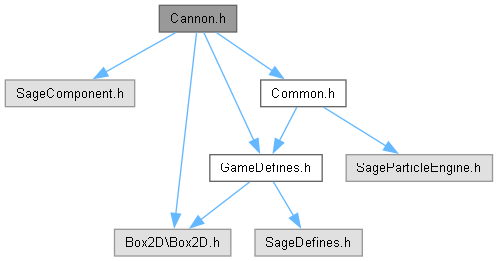 Cannon.h
SageComponent.h
Common.h
GameDefines.h
SageParticleEngine.h
Box2D\Box2D.h
SageDefines.h